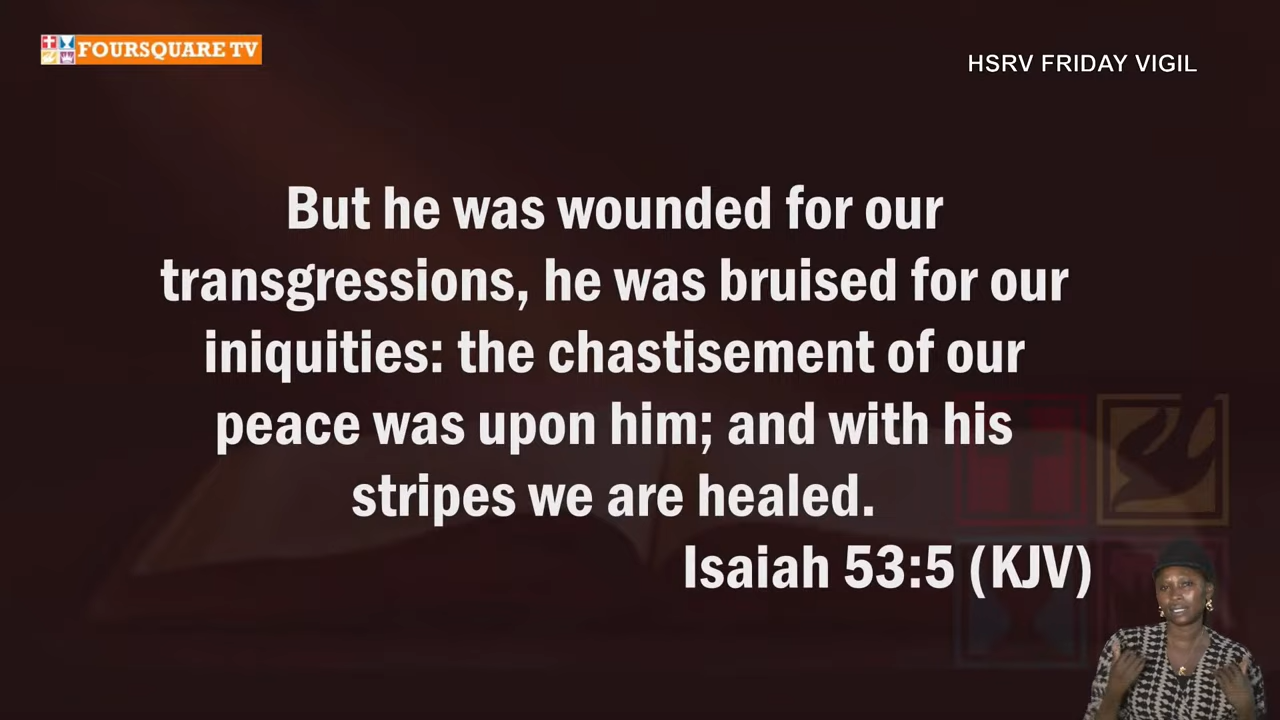 FOURSQUARE TV
HSRV FRIDAY VIGIL
But he was wounded for our
transgressions, he was bruised for our
iniquities: the chastisement of our
peace was upon him; and with his
stripes we are healed.
Isaiah 53:5 (KJV)